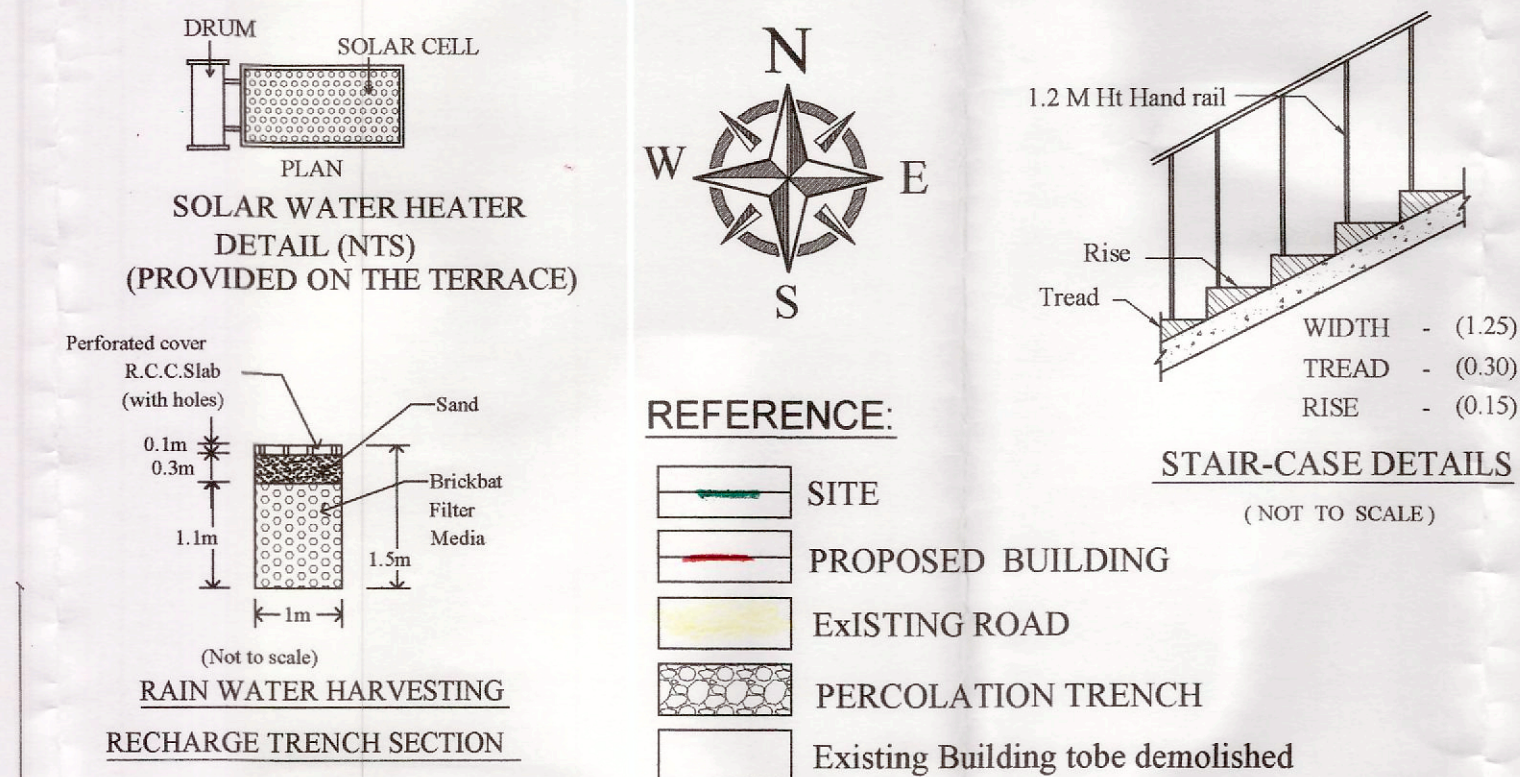 DRUM
SOLAR CELL
PLAN
SOLAR WATER HEATER
DETAIL (NTS)
(PROVIDED ON THE TERRACE)
Perforated cover
R.C.C.Slab
(with holes)
Sand
0.1m
0.3m
Brickbat
Filter
Media
1.1m
1.5m
1m
(Not to scale)
RAIN WATER HARVESTING
RECHARGE TRENCH SECTION
N
W
E
S
REFERENCE:
SITE
PROPOSED BUILDING
ExISTING ROAD
PERCOLATION TRENCH
Existing Building tobe demolished
1.2 M Ht Hand rail
Rise
Tread
WIDTH - (1.25)
TREAD - (0.30)
RISE - (0.15)
STAIR-CASE DETAILS
( NOT TO SCALE )